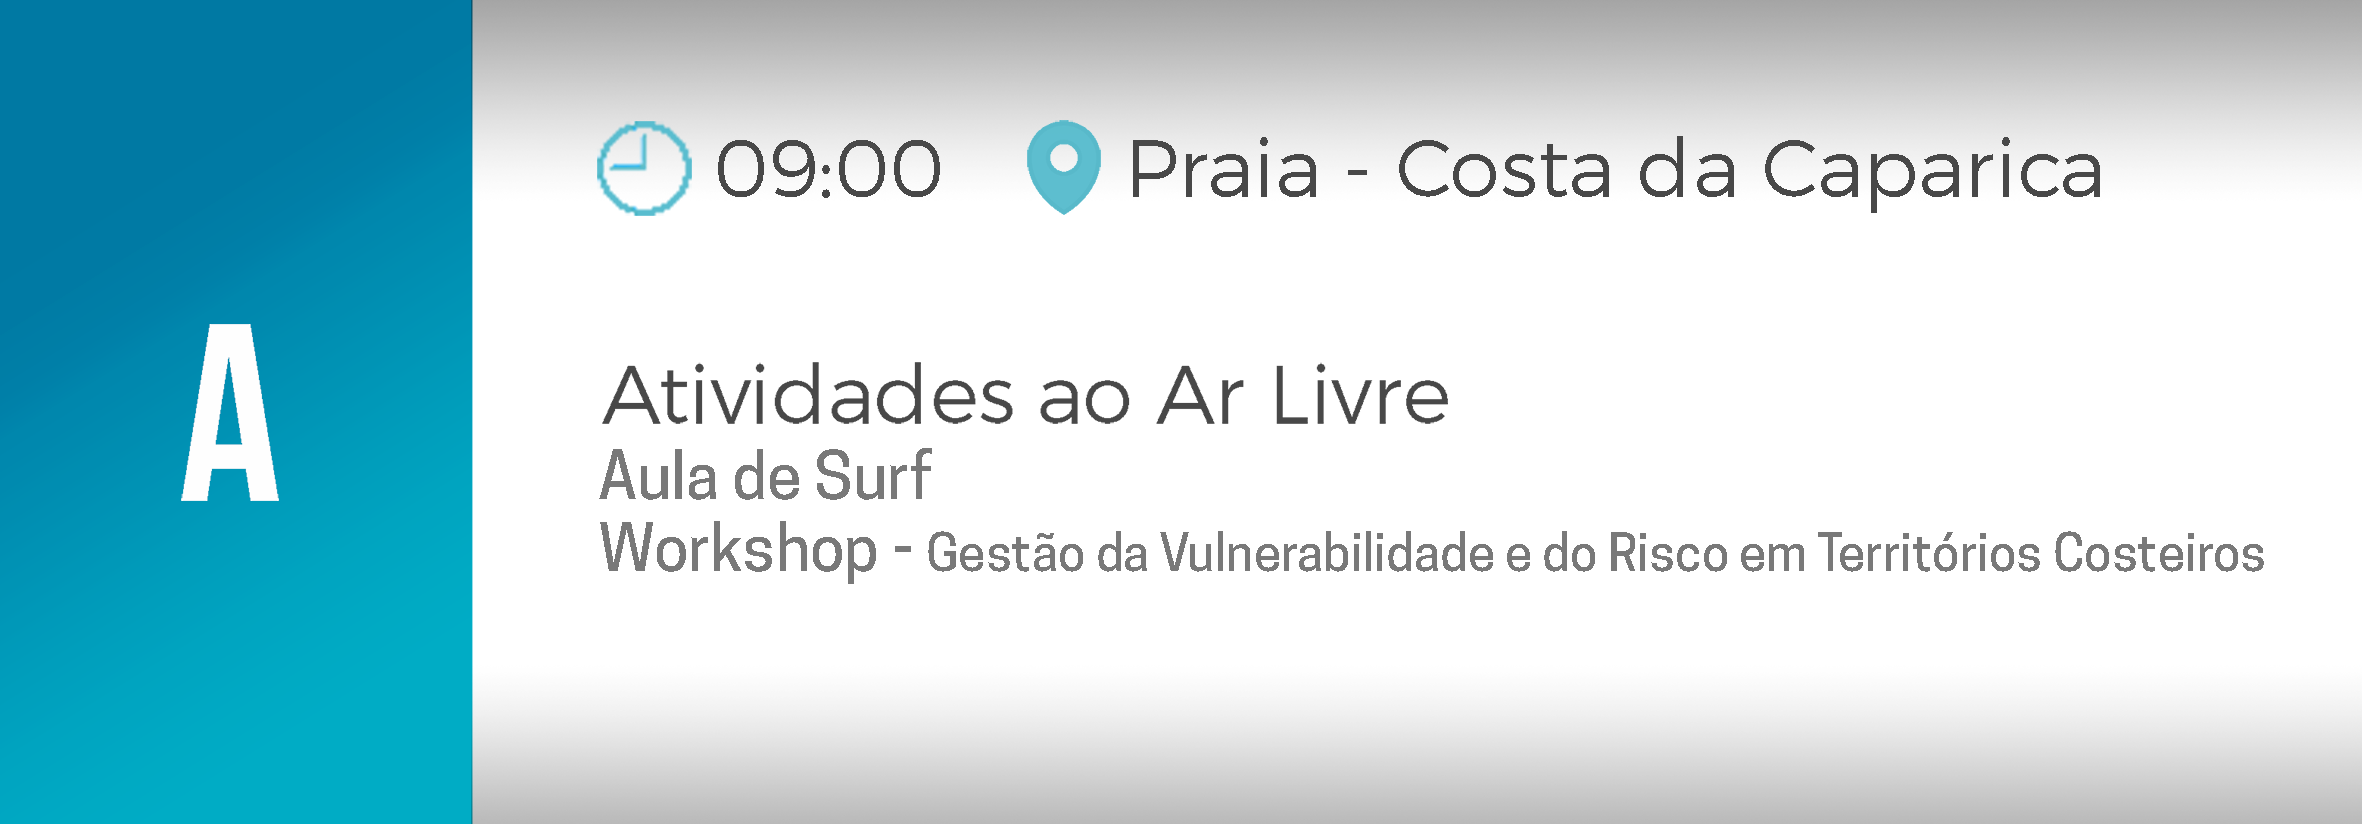 A
09:00 Praia - Costa da Caparica
Atividades ao Ar Livre
Aula de Surf
Workshop - Gestão da Vulnerabilidade e do Risco em Territórios Costeiros